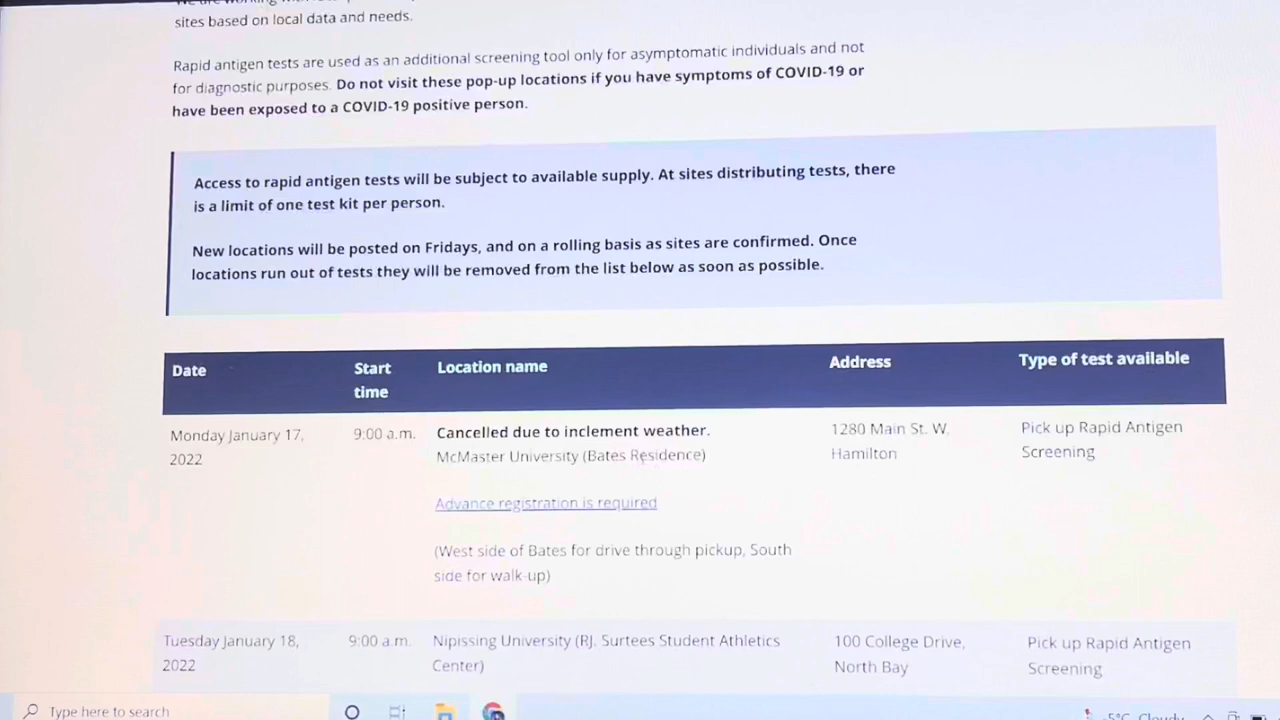 sites based on local data and needs.
Rapid antigen tests are used as an additional screening tool only for asymptomatic individuals and not
for diagnostic purposes. Do not visit these pop-up locations if you have symptoms of COVID-19 or
have been exposed to a COVID-19 positive person.
Access to rapid antigen tests will be subject to available supply. At sites distributing tests, there
is a limit of one test kit per person.
New locations will be posted on Fridays, and on a rolling basis as sites are confirmed. Once
locations run out of tests they will be removed from the list below as soon as possible.
Date Start time Location name Address Type of test available
Monday January 17, 9:00 a.m. Cancelled due to inclement weather. 1280 Main St. W, Pick up Rapid Antigen
2022 McMaster University (Bates Residence) Hamilton Screening
Advance registration is required
(West side of Bates for drive through pickup, South
side for walk-up)
Tuesday January 18, 9:00 a.m. Nipissing University (RJ. Surtees Student Athletics 100 College Drive, Pick up Rapid Antigen
2022 Center) North Bay Screening
Type here to search -5°C Cloudy